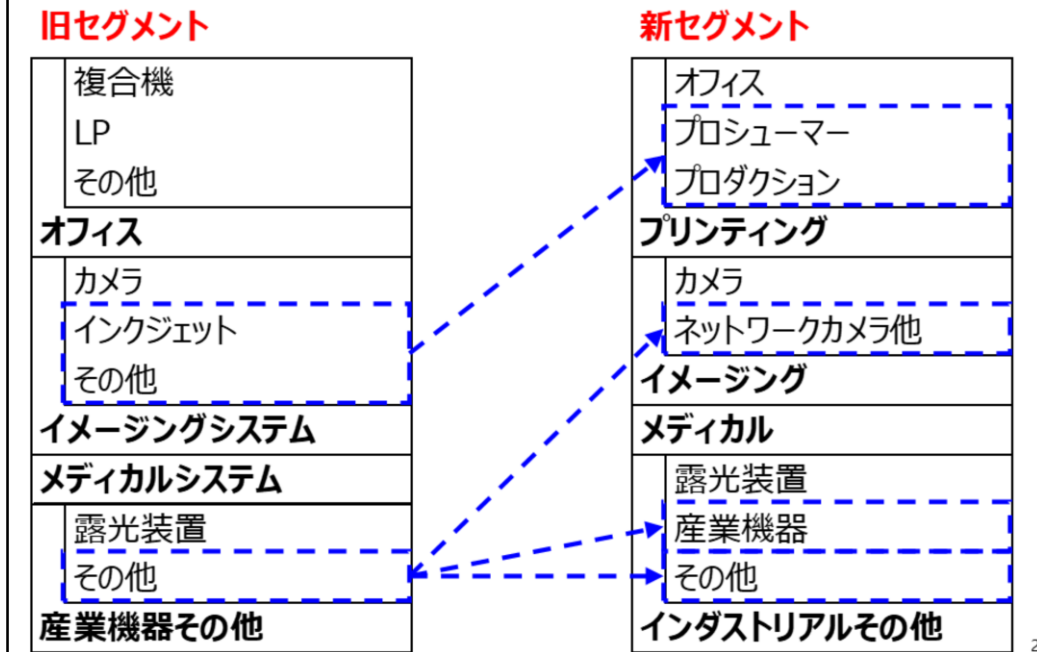 旧セグメント
複合機
LP
その他
オフィス
カメラ
インクジェット
その他
イメージングシステム
メディカルシステム
露光装置
その他
産業機器その他
新セグメント
オフィス
プロシューマー
プロダクション
プリンティング
カメラ
ネットワークカメラ他
イメージング
メディカル
露光装置
産業機器
その他
インダストリアルその他
2